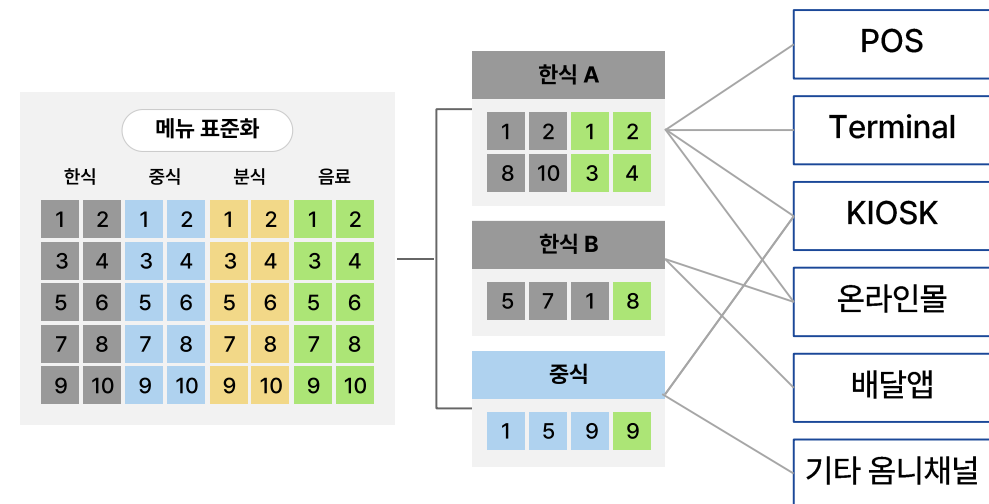 메뉴 표준화
한식 중식 분식 음료
1 2 1 2 1 2 1 2
3 4 3 4 3 4 3 4
5 6 5 6 5 6 5 6
7 8 7 8 7 8 7 8
9 10 9 10 9 10 9 10
한식 A
1 2 1 2
8 10 3 4
한식 B
5 7 1 8
중식
1 5 9 9
POS
Terminal
KIOSK
온라인몰
배달앱
기타 옴니채널